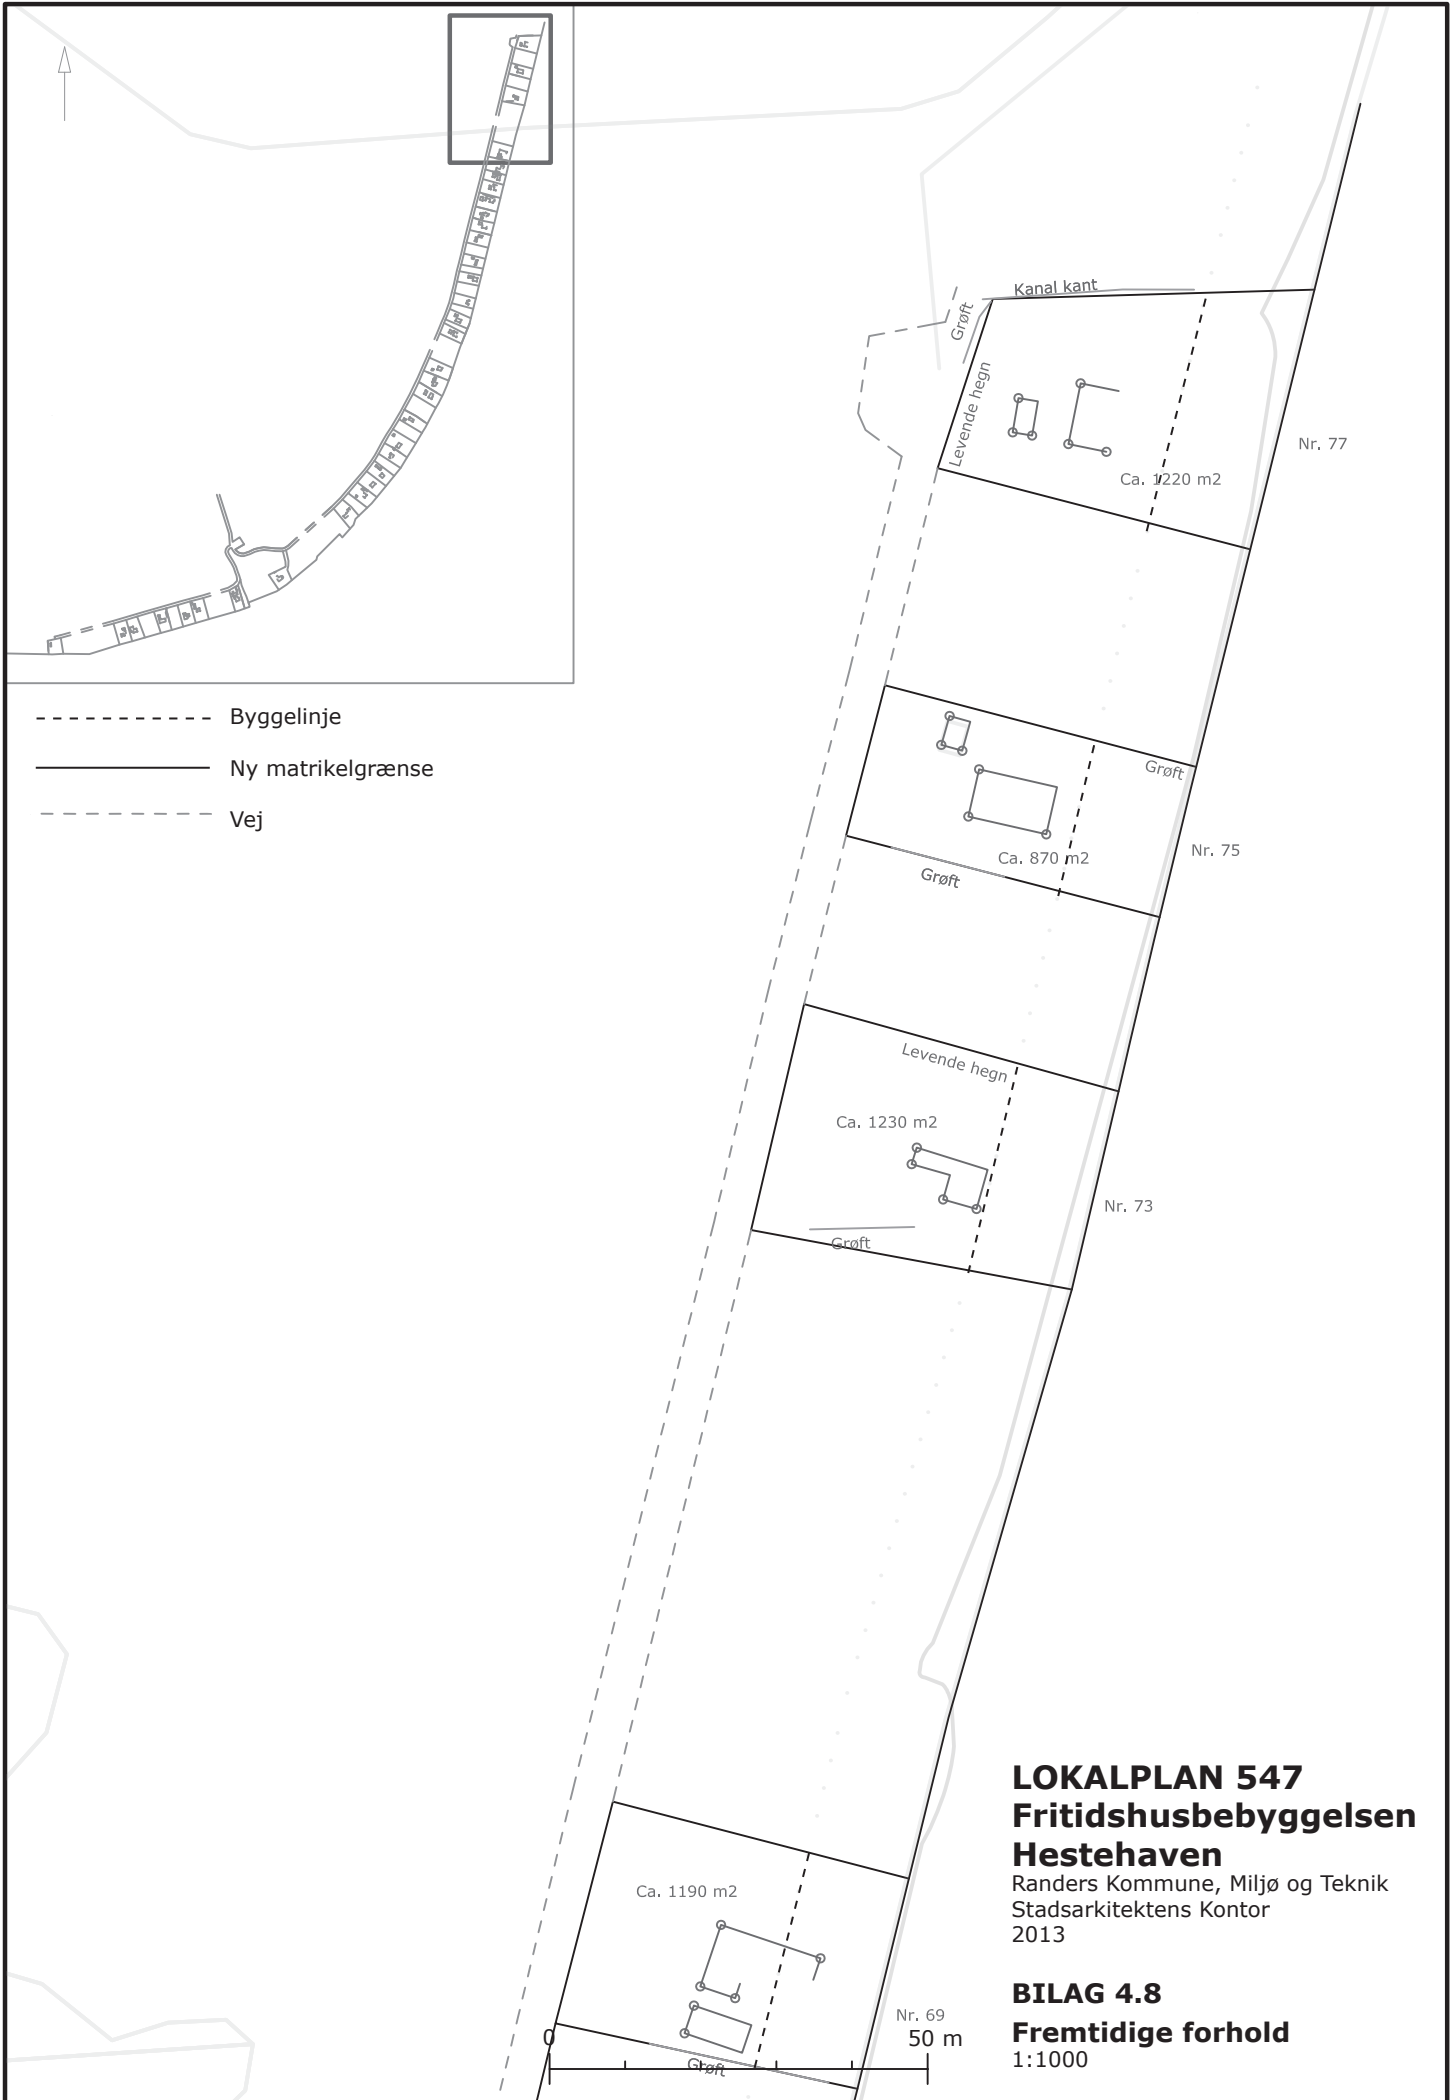 Kanal kant
Grøft
Levende hegn
Nr. 77
Ca. 1220 m2
Byggelinje
Ny matrikelgrænse
Vej
Grøft
Nr. 75
Ca. 870 m2
Grøft
Levende hegn
Ca. 1230 m2
Nr. 73
Grøft
Ca. 1190 m2
Nr. 69
0
50 m
Grøft
LOKALPLAN 547
Fritidshusbebyggelsen
Hestehaven
Randers Kommune, Miljø og Teknik
Stadsarkitektens Kontor
2013
BILAG 4.8
Fremtidige forhold
1:1000